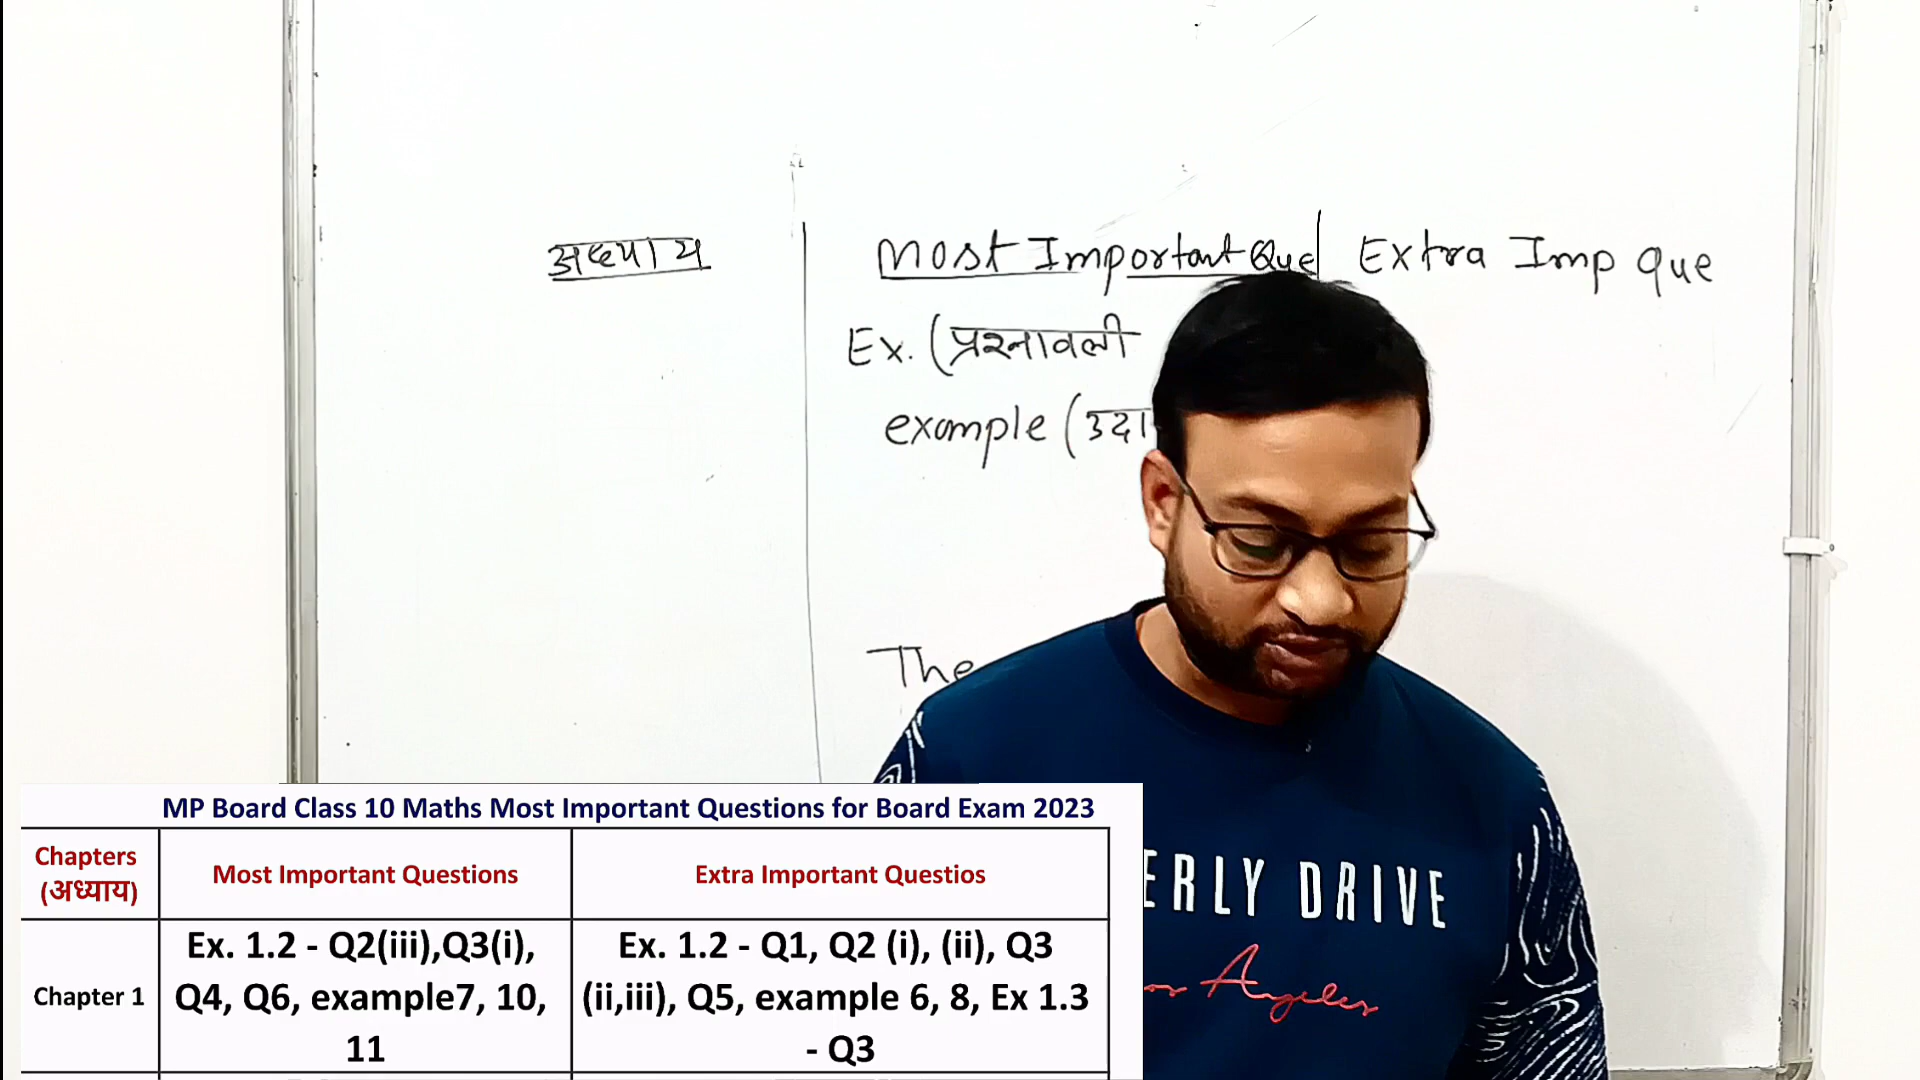 अध्याय
Most Important Que
Extra Imp que
Ex. (प्रश्नावली
example (उदा
The
MP Board Class 10 Maths Most Important Questions for Board Exam 2023
Chapters
(अध्याय)
Most Important Questions
Extra Important Questios
Chapter 1
Ex. 1.2 - Q2(iii),Q3(i),
Q4, Q6, example7, 10,
11
Ex. 1.2 - Q1, Q2 (i), (ii), Q3
(ii,iii), Q5, example 6, 8, Ex 1.3
- Q3
ERLY DRIVE
Angeles